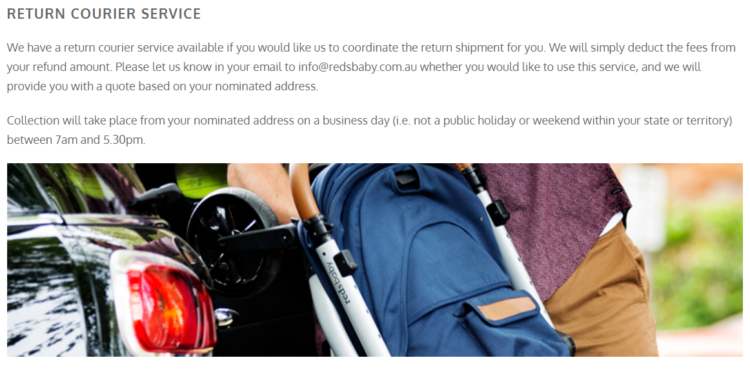 RETURN COURIER SERVICE
We have a return courier service available if you would like us to coordinate the return shipment for you. We will simply deduct the fees from
your refund amount. Please let us know in your email to info@redsbaby.com.au whether you would like to use this service, and we will
provide you with a quote based on your nominated address.
Collection will take place from your nominated address on a business day (i.e. not a public holiday or weekend within your state or territory)
between 7am and 5.30pm.
redsbaby